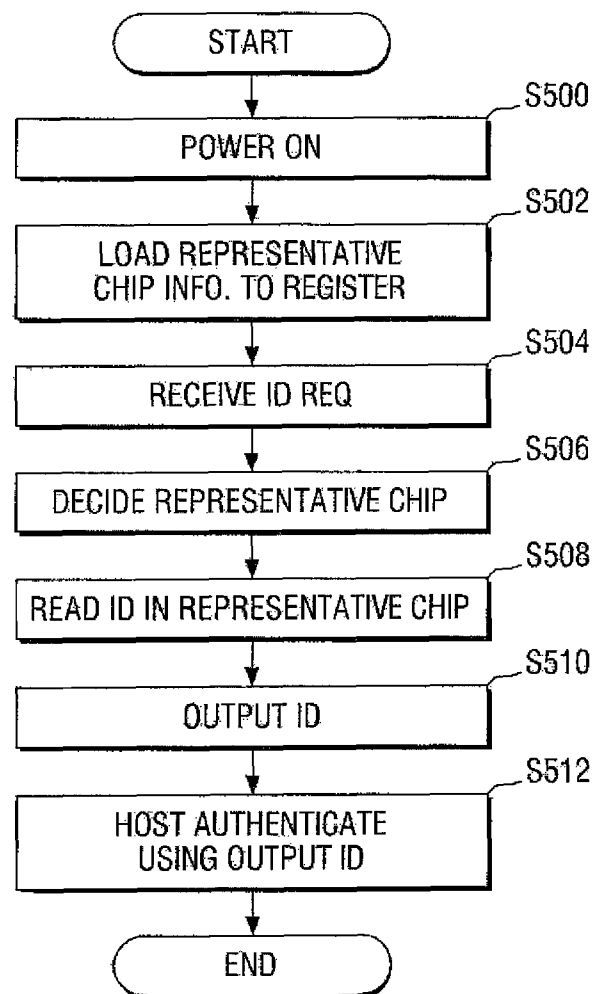 START
S500
POWER ON
S502
LOAD REPRESENTATIVE
CHIP INFO. TO REGISTER
S504
RECEIVE ID REQ
S506
DECIDE REPRESENTATIVE CHIP
S508
READ ID IN REPRESENTATIVE CHIP
S510
OUTPUT ID
S512
HOST AUTHENTICATE
USING OUTPUT ID
END